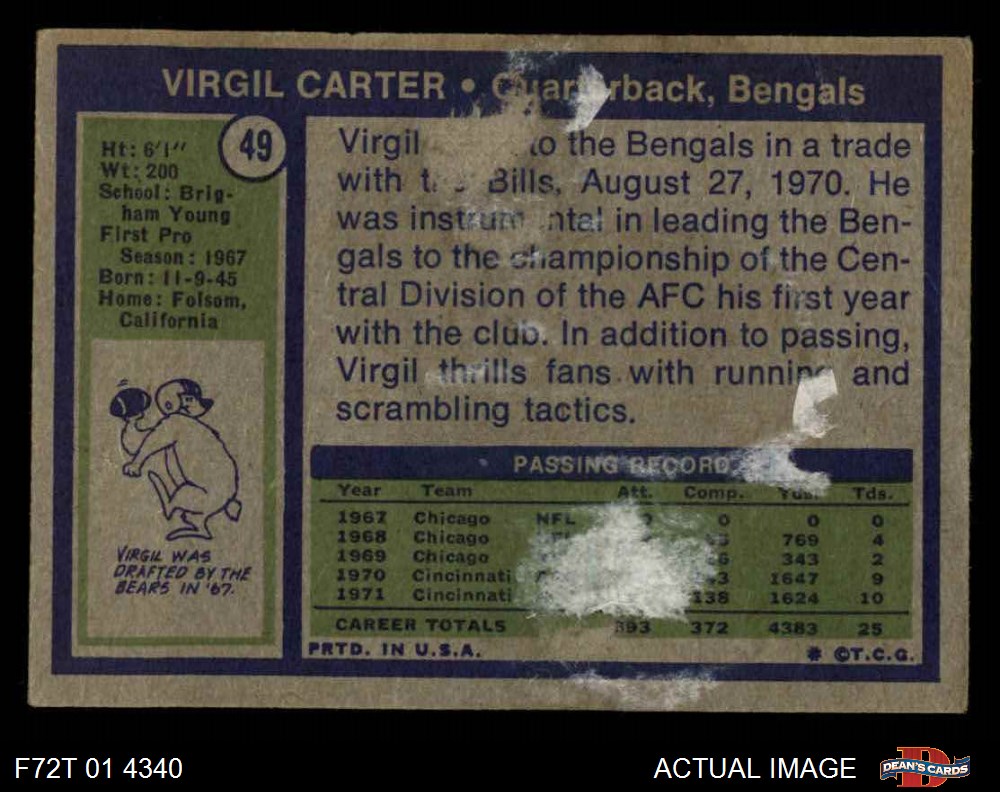 VIRGIL CARTER • Quarterback, Bengals
49
Ht: 6'1"
Wt: 200
School: Brig-
ham Young
First Pro
Season: 1967
Born: 11-9-45
Home: Folsom,
California
VIRGIL WAS
DRAFTED BY THE
BEARS IN '67.
Virgil to the Bengals in a trade
with Bills, August 27, 1970. He
was instrumental in leading the Ben-
gals to the championship of the Cen-
tral Division of the AFC his first year
with the club. In addition to passing,
Virgil thrills fans with running and
scrambling tactics.
PASSING RECORD
Year Team Att. Comp. Yds. Tds.
1967 Chicago NFL 0 0 0
1968 Chicago 769 4
1969 Chicago 343 2
1970 Cincinnati 1647 9
1971 Cincinnati 138 1624 10
CAREER TOTALS 393 372 4383 25
PRTD. IN U.S.A. * ©T.C.G.
F72T 01 4340
ACTUAL IMAGE
D
DEAN'S CARDS